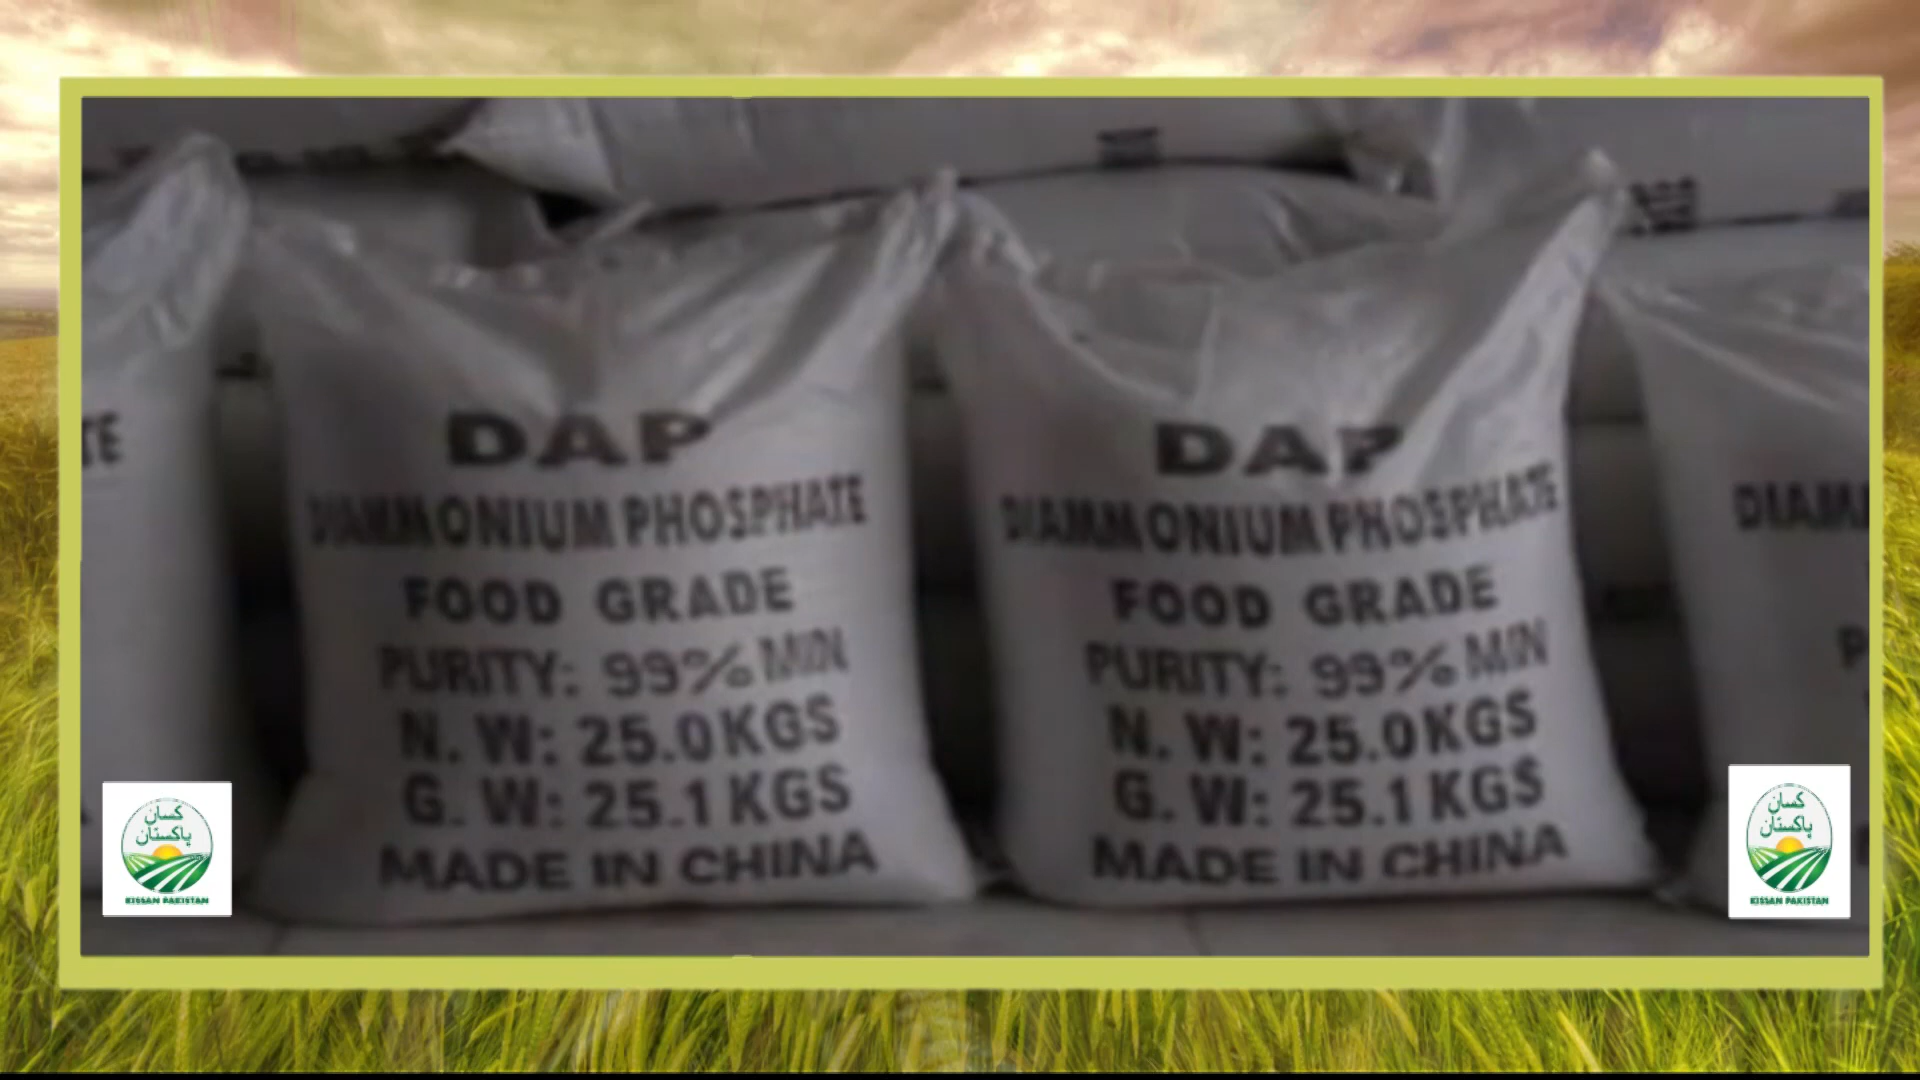 TE
DAP
DIAMMONIUM PHOSPHATE
FOOD GRADE
PURITY: 99% MIN
N. W: 25.0KGS
G. W: 25.1KGS
MADE IN CHINA
DAP
DIAMMONIUM PHOSPHATE
FOOD GRADE
PURITY: 99% MIN
N. W: 25.0KGS
G. W: 25.1KGS
MADE IN CHINA
DIAM
P
کسان
پاکستان
KISSAN PAKISTAN
کسان
پاکستان
KISSAN PAKISTAN